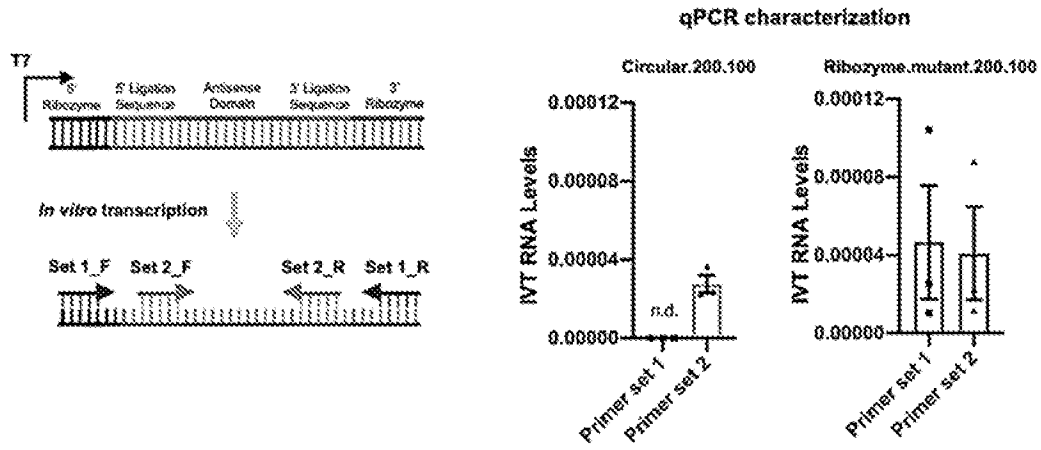 qPCR characterization
T7
5' Ribozyme
5' Ligation Sequence
Antisense Domain
3' Ligation Sequence
3' Ribozyme
In vitro transcription
Set 1_F
Set 2_F
Set 2_R
Set 1_R
Circular.200.100
IVT RNA Levels
0.00012
0.00008
0.00004
0.00000
n.d.
Primer set 1
Primer set 2
Ribozyme.mutant.200.100
IVT RNA Levels
0.00012
0.00008
0.00004
0.00000
Primer set 1
Primer set 2